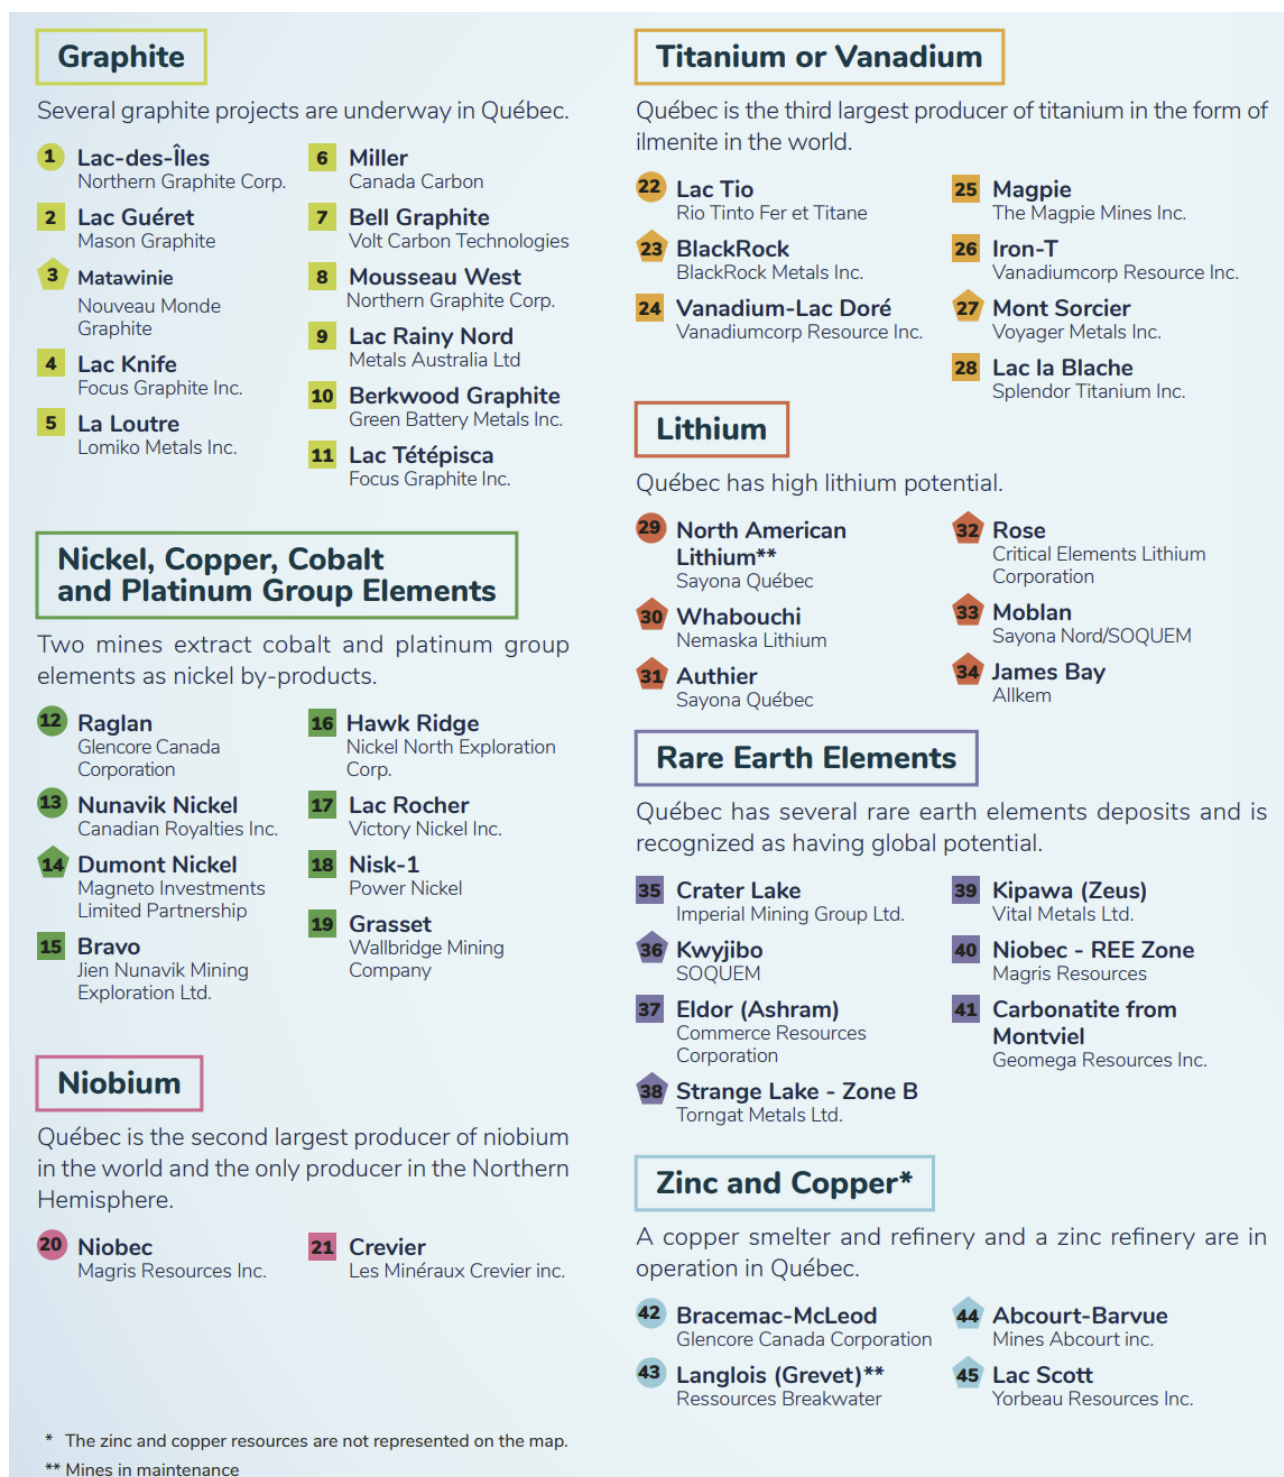 Graphite
Several graphite projects are underway in Québec.
1 Lac-des-Îles
Northern Graphite Corp.
2 Lac Guéret
Mason Graphite
3 Matawinie
Nouveau Monde
Graphite
4 Lac Knife
Focus Graphite Inc.
5 La Loutre
Lomiko Metals Inc.
6 Miller
Canada Carbon
7 Bell Graphite
Volt Carbon Technologies
8 Mousseau West
Northern Graphite Corp.
9 Lac Rainy Nord
Metals Australia Ltd
10 Berkwood Graphite
Green Battery Metals Inc.
11 Lac Tétépisca
Focus Graphite Inc.
Nickel, Copper, Cobalt
and Platinum Group Elements
Two mines extract cobalt and platinum group
elements as nickel by-products.
12 Raglan
Glencore Canada
Corporation
13 Nunavik Nickel
Canadian Royalties Inc.
14 Dumont Nickel
Magneto Investments
Limited Partnership
15 Bravo
Jien Nunavik Mining
Exploration Ltd.
16 Hawk Ridge
Nickel North Exploration
Corp.
17 Lac Rocher
Victory Nickel Inc.
18 Nisk-1
Power Nickel
19 Grasset
Wallbridge Mining
Company
Niobium
Québec is the second largest producer of niobium
in the world and the only producer in the Northern
Hemisphere.
20 Niobec
Magris Resources Inc.
21 Crevier
Les Minéraux Crevier inc.
* The zinc and copper resources are not represented on the map.
** Mines in maintenance
Titanium or Vanadium
Québec is the third largest producer of titanium in the form of
ilmenite in the world.
22 Lac Tio
Rio Tinto Fer et Titane
23 BlackRock
BlackRock Metals Inc.
24 Vanadium-Lac Doré
Vanadiumcorp Resource Inc.
25 Magpie
The Magpie Mines Inc.
26 Iron-T
Vanadiumcorp Resource Inc.
27 Mont Sorcier
Voyager Metals Inc.
28 Lac la Blache
Splendor Titanium Inc.
Lithium
Québec has high lithium potential.
29 North American
Lithium**
Sayona Québec
30 Whabouchi
Nemaska Lithium
31 Authier
Sayona Québec
32 Rose
Critical Elements Lithium
Corporation
33 Moblan
Sayona Nord/SOQUEM
34 James Bay
Allkem
Rare Earth Elements
Québec has several rare earth elements deposits and is
recognized as having global potential.
35 Crater Lake
Imperial Mining Group Ltd.
36 Kwyjibo
SOQUEM
37 Eldor (Ashram)
Commerce Resources
Corporation
38 Strange Lake - Zone B
Torngat Metals Ltd.
39 Kipawa (Zeus)
Vital Metals Ltd.
40 Niobec - REE Zone
Magris Resources
41 Carbonatite from
Montviel
Geomega Resources Inc.
Zinc and Copper*
A copper smelter and refinery and a zinc refinery are in
operation in Québec.
42 Bracemac-McLeod
Glencore Canada Corporation
43 Langlois (Grevet)**
Ressources Breakwater
44 Abcourt-Barvue
Mines Abcourt inc.
45 Lac Scott
Yorbeau Resources Inc.